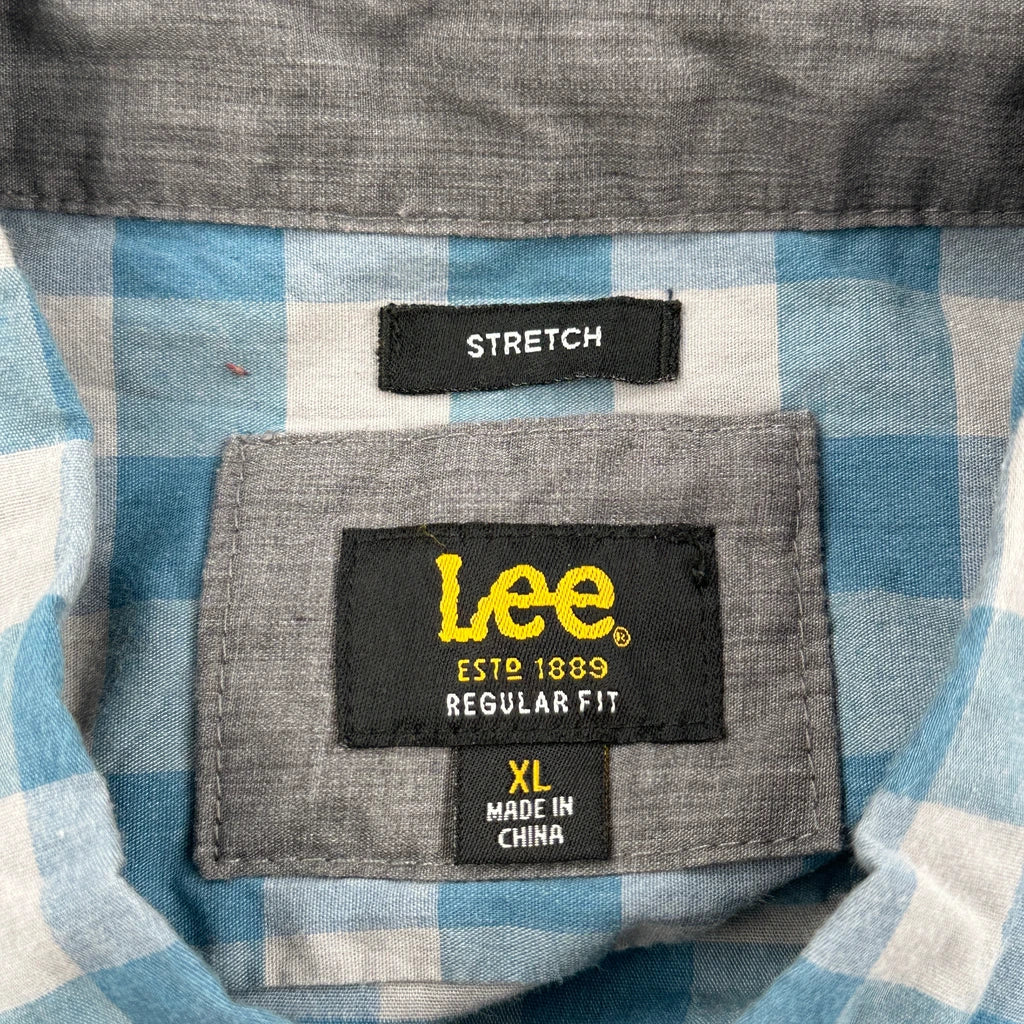 STRETCH
Lee®
ESTD 1889
REGULAR FIT
XL
MADE IN
CHINA